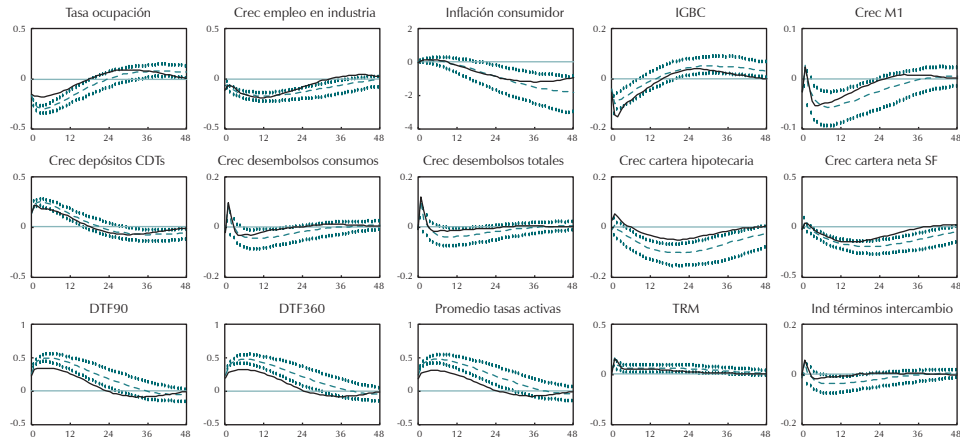 Tasa ocupación Crec empleo en industria Inflación consumidor IGBC Crec M1
0.5 0.5 2 0.2 0.1
0 0 0 0 0
-2
-0.5 -0.5 -4 -0.2 -0.1
0 12 24 36 48 0 12 24 36 48 0 12 24 36 48 0 12 24 36 48 0 12 24 36 48
Crec depósitos CDTs Crec desembolsos consumos Crec desembolsos totales Crec cartera hipotecaria Crec cartera neta SF
0.5 0.2 0.2 0.2 0.5
0 0 0 0 0
-0.5 0.2 0.2 -0.2 -0.5
0 12 24 36 48 0 12 24 36 48 0 12 24 36 48 0 12 24 36 48 0 12 24 36 48
DTF90 DTF360 Promedio tasas activas TRM Ind términos intercambio
1 1 1 0.5 0.2
0.5 0.5 0.5
0 0 0 0 0
-0.5 -0.5 -0.5 0.5 -0.2
0 12 24 36 48 0 12 24 36 48 0 12 24 36 48 0 12 24 36 48 0 12 24 36 48